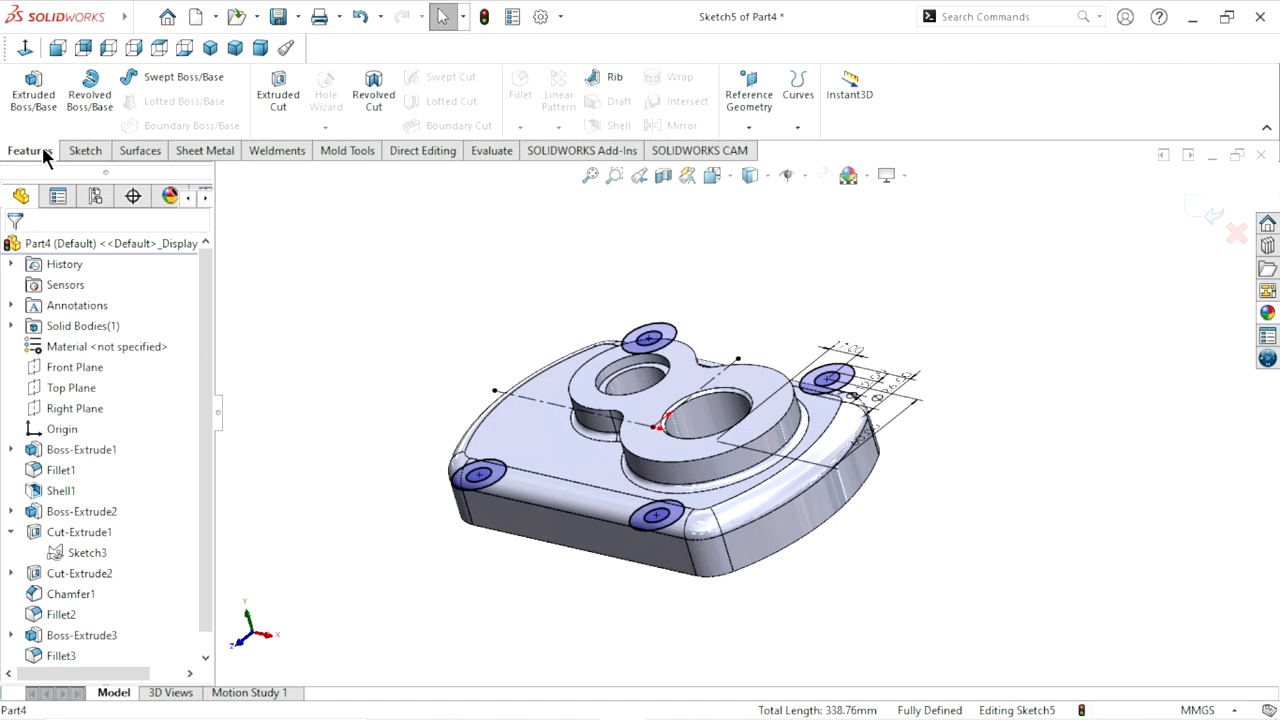 SOLIDWORKS
Sketch5 of Part4 *
Search Commands
Extruded Boss/Base
Revolved Boss/Base
Swept Boss/Base
Lofted Boss/Base
Boundary Boss/Base
Extruded Cut
Hole Wizard
Revolved Cut
Swept Cut
Lofted Cut
Boundary Cut
Fillet
Linear Pattern
Rib
Draft
Shell
Wrap
Intersect
Mirror
Reference Geometry
Curves
Instant3D
Features
Sketch
Surfaces
Sheet Metal
Weldments
Mold Tools
Direct Editing
Evaluate
SOLIDWORKS Add-Ins
SOLIDWORKS CAM
Part4 (Default) <<Default>_Display
History
Sensors
Annotations
Solid Bodies(1)
Material <not specified>
Front Plane
Top Plane
Right Plane
Origin
Boss-Extrude1
Fillet1
Shell1
Boss-Extrude2
Cut-Extrude1
Sketch3
Cut-Extrude2
Chamfer1
Fillet2
Boss-Extrude3
Fillet3
Y
X
Z
Model
3D Views
Motion Study 1
Part4
Total Length: 338.76mm
Fully Defined
Editing Sketch5
MMGS